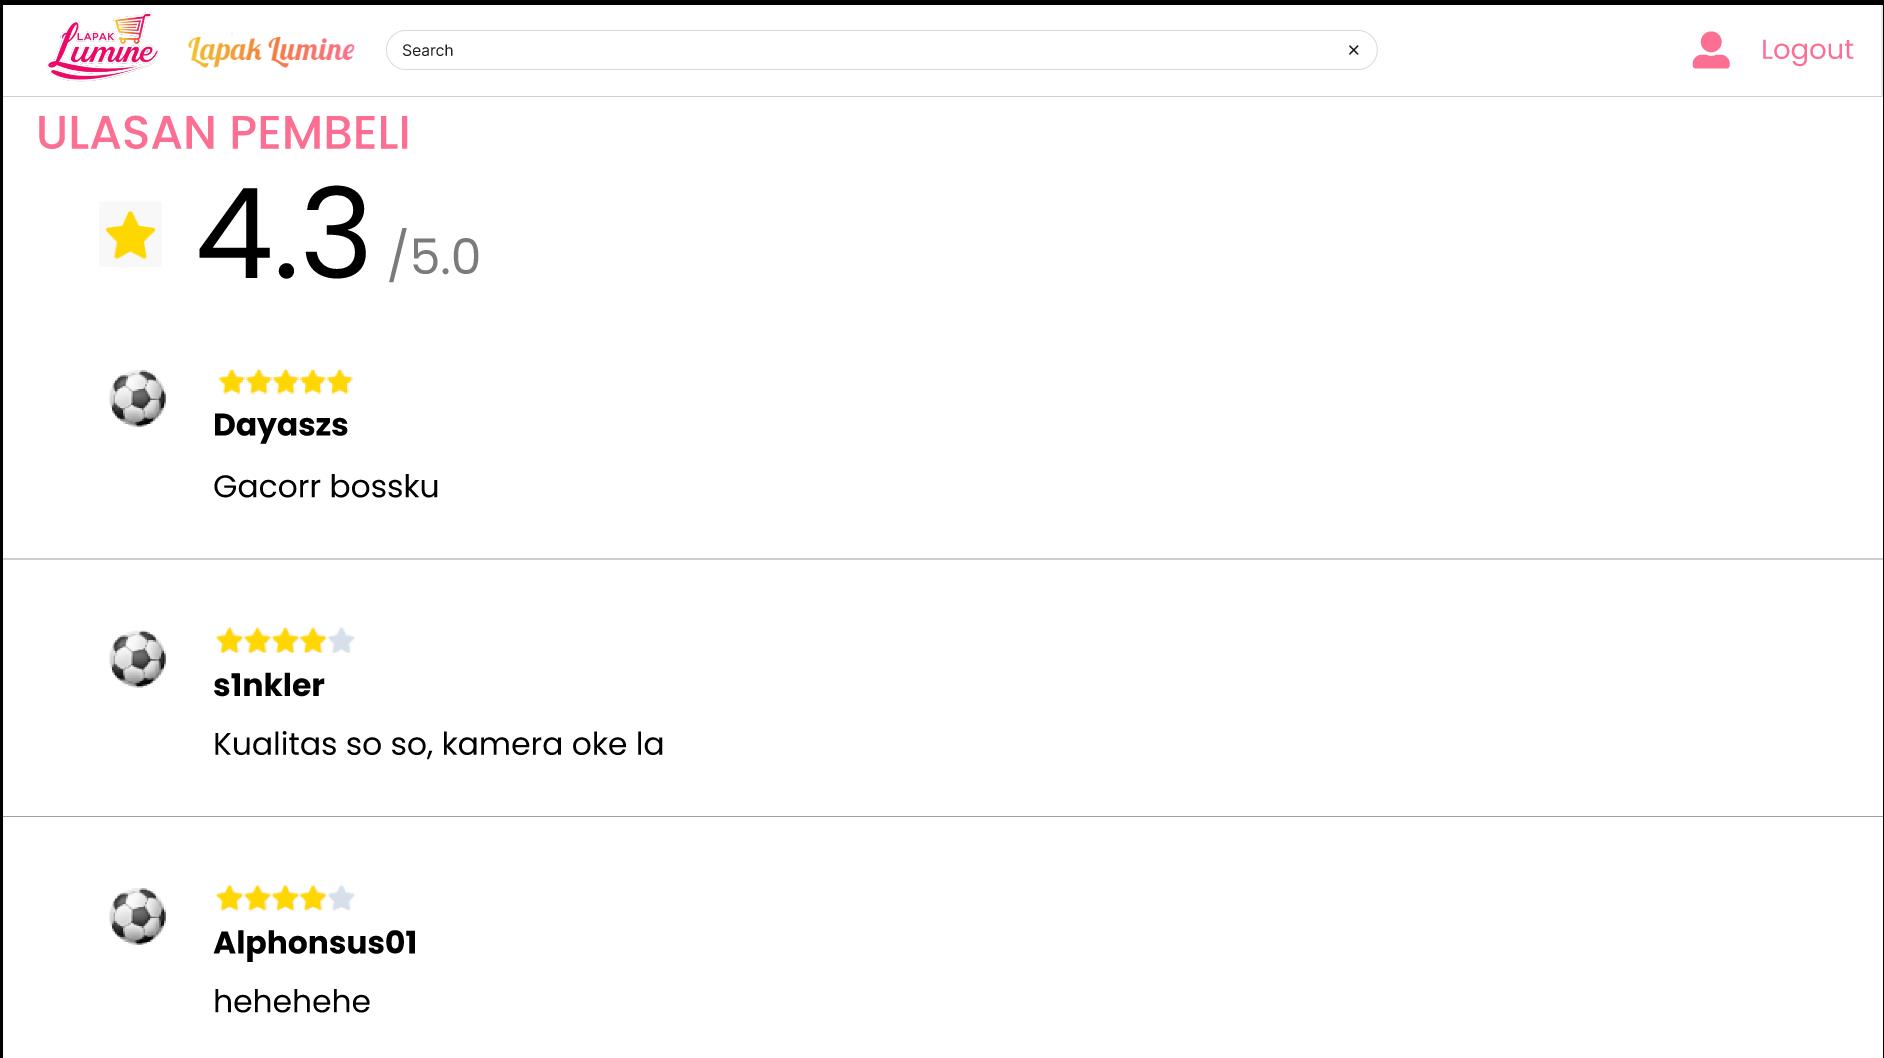 LAPAK
Lumine
Lapak Lumine
Search
Logout
ULASAN PEMBELI
4.3 /5.0
Dayaszs
Gacorr bossku
s1nkler
Kualitas so so, kamera oke la
Alphonsus01
hehehehe